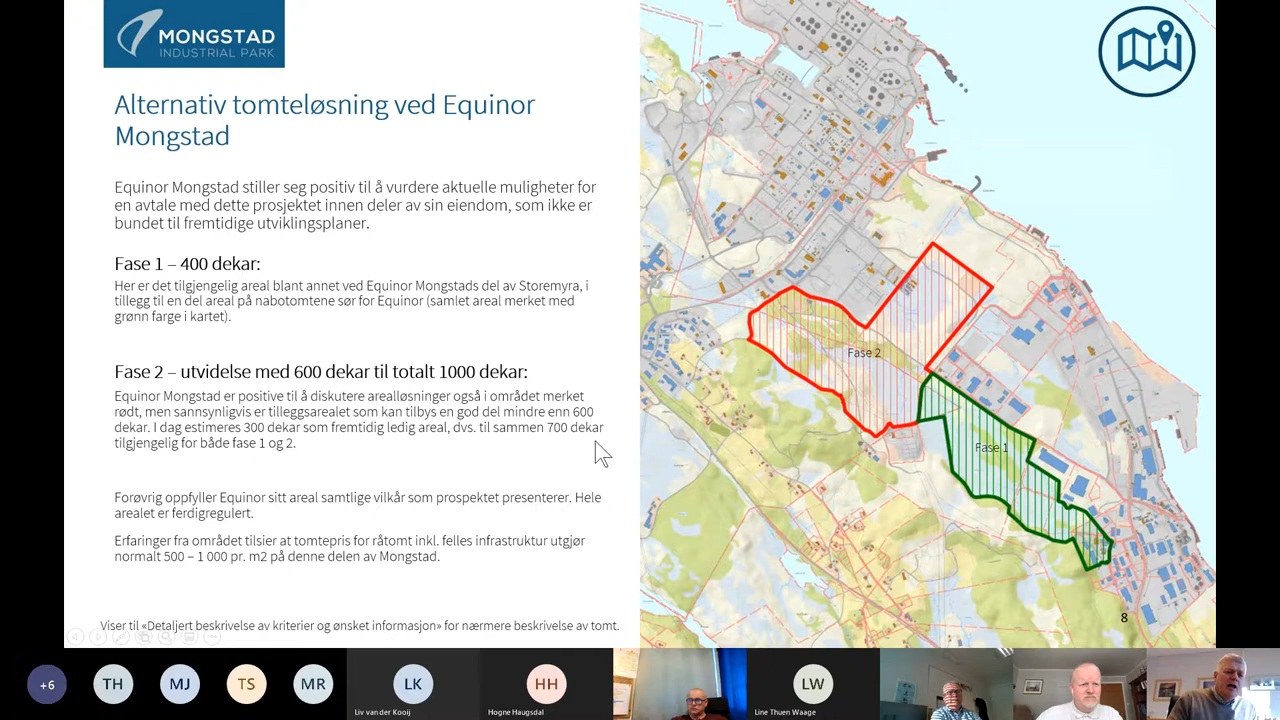 MONGSTAD
INDUSTRIAL PARK
Alternativ tomteløsning ved Equinor
Mongstad
Equinor Mongstad stiller seg positiv til å vurdere aktuelle muligheter for
en avtale med dette prosjektet innen deler av sin eiendom, som ikke er
bundet til fremtidige utviklingsplaner.
Fase 1 – 400 dekar:
Her er det tilgjengelig areal blant annet ved Equinor Mongstads del av Storemyra, i
tillegg til en del areal på nabotomtene sør for Equinor (samlet areal merket med
grønn farge i kartet).
Fase 2 – utvidelse med 600 dekar til totalt 1000 dekar:
Equinor Mongstad er positive til å diskutere arealløsninger også i området merket
rødt, men sannsynligvis er tilleggsarealet som kan tilbys en god del mindre enn 600
dekar. I dag estimeres 300 dekar som fremtidig ledig areal, dvs. til sammen 700 dekar
tilgjengelig for både fase 1 og 2.
Forøvrig oppfyller Equinor sitt areal samtlige vilkår som prospektet presenterer. Hele
arealet er ferdigregulert.
Erfaringer fra området tilsier at tomtepris for råtomt inkl. felles infrastruktur utgjør
normalt 500 – 1 000 pr. m2 på denne delen av Mongstad.
Viser til «Detaljert beskrivelse av kriterier og ønsket informasjon» for nærmere beskrivelse av tomt.
Fase 2
Fase 1
8
+6
TH
MJ
TS
MR
LK
Liv van der Kooij
HH
Hogne Haugsdal
LW
Line Thuen Waage